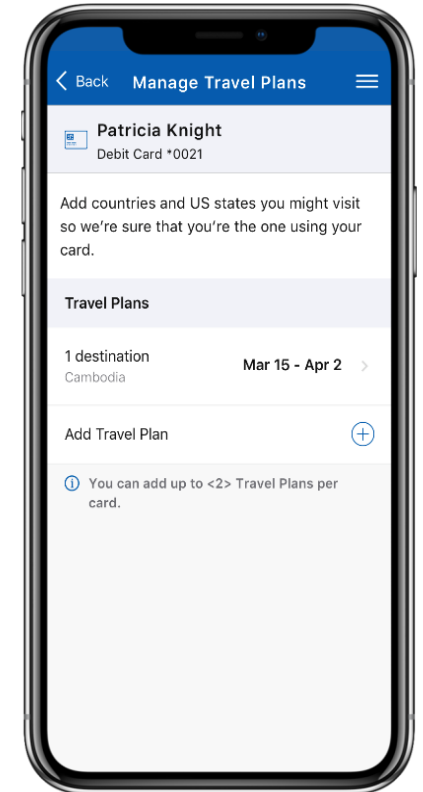 Back Manage Travel Plans
Patricia Knight
Debit Card *0021
Add countries and US states you might visit
so we're sure that you're the one using your
card.
Travel Plans
1 destination
Mar 15 - Apr 2
Cambodia
Add Travel Plan
You can add up to <2> Travel Plans per
card.